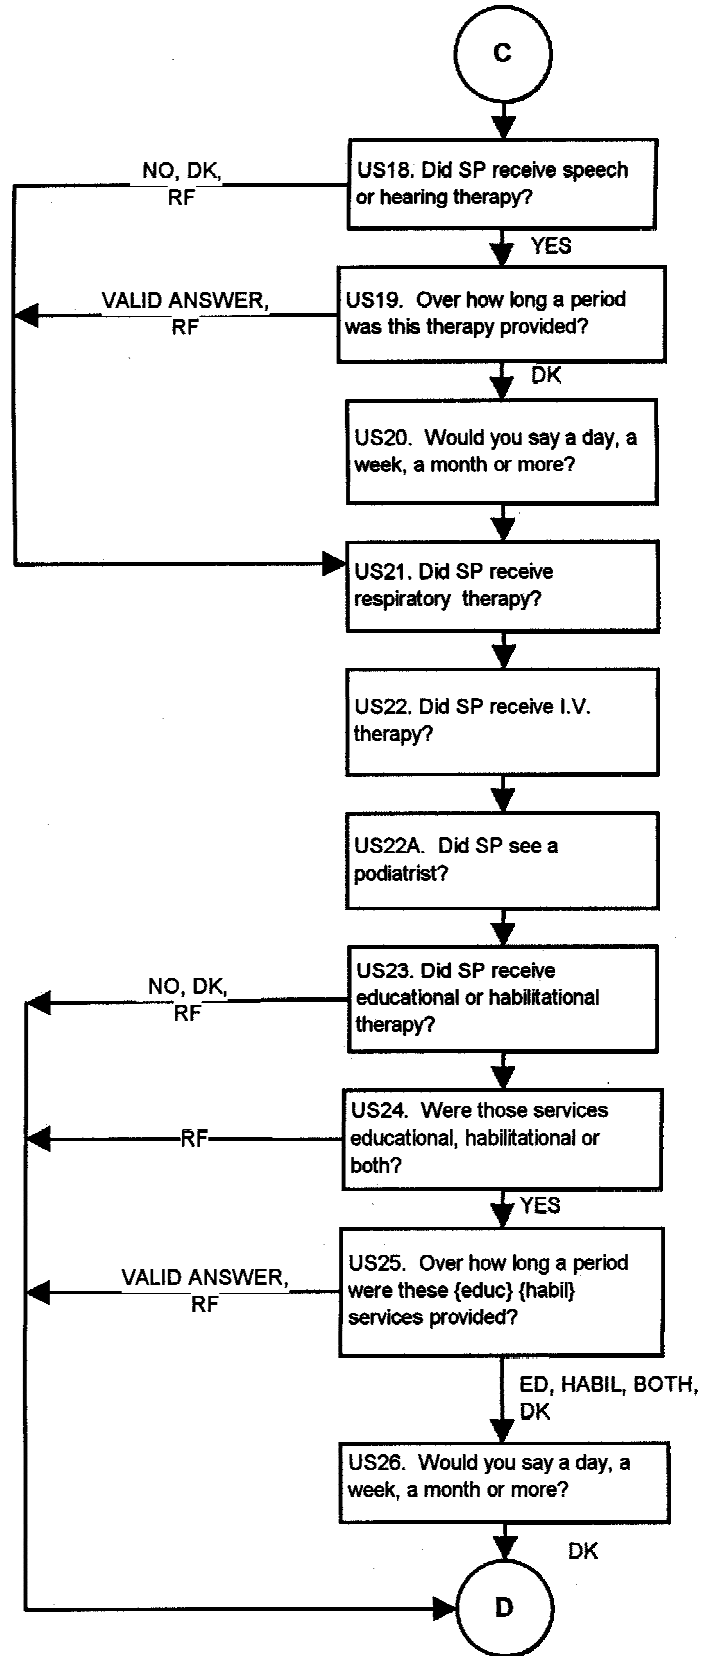 C
US18. Did SP receive speech
or hearing therapy?
NO, DK,
RF
YES
US19. Over how long a period
was this therapy provided?
VALID ANSWER,
RF
DK
US20. Would you say a day, a
week, a month or more?
US21. Did SP receive
respiratory therapy?
US22. Did SP receive I.V.
therapy?
US22A. Did SP see a
podiatrist?
US23. Did SP receive
educational or habilitational
therapy?
NO, DK,
RF
US24. Were those services
educational, habilitational or
both?
RF
YES
US25. Over how long a period
were these {educ} {habil}
services provided?
VALID ANSWER,
RF
ED, HABIL, BOTH,
DK
US26. Would you say a day, a
week, a month or more?
DK
D